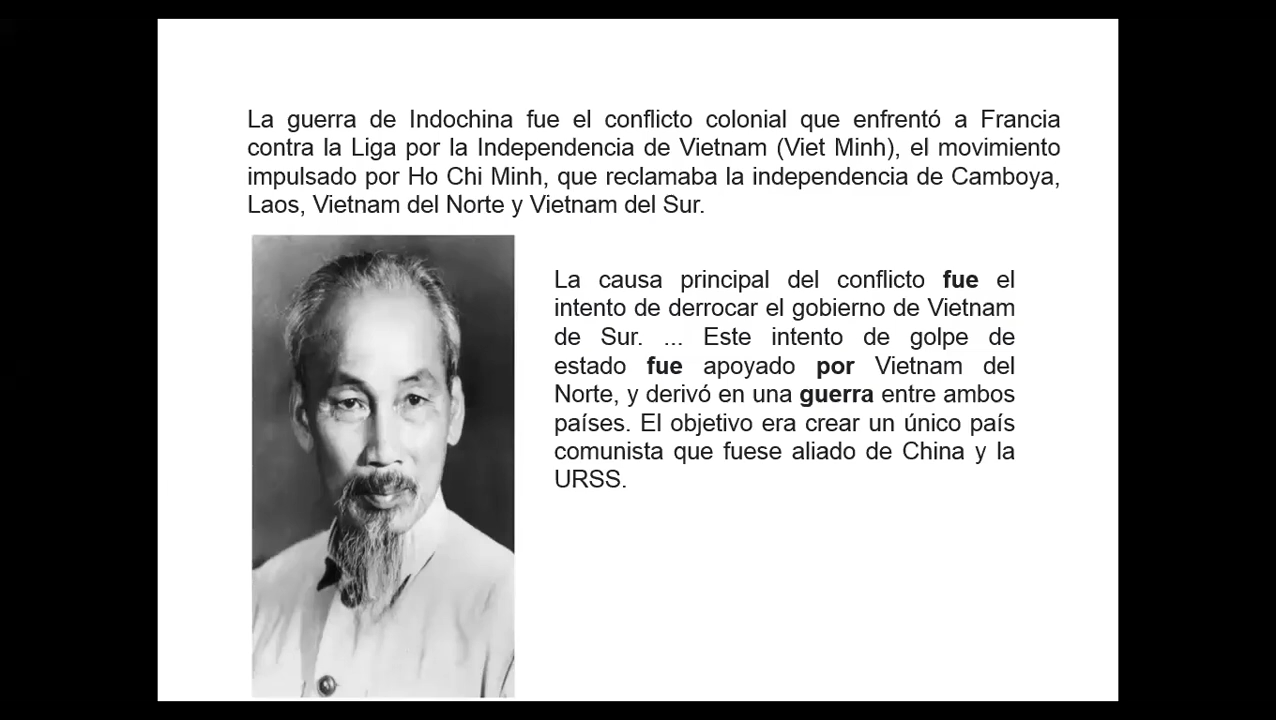 La guerra de Indochina fue el conflicto colonial que enfrentó a Francia
contra la Liga por la Independencia de Vietnam (Viet Minh), el movimiento
impulsado por Ho Chi Minh, que reclamaba la independencia de Camboya,
Laos, Vietnam del Norte y Vietnam del Sur.
La causa principal del conflicto fue el
intento de derrocar el gobierno de Vietnam
de Sur. ... Este intento de golpe de
estado fue apoyado por Vietnam del
Norte, y derivó en una guerra entre ambos
países. El objetivo era crear un único país
comunista que fuese aliado de China y la
URSS.